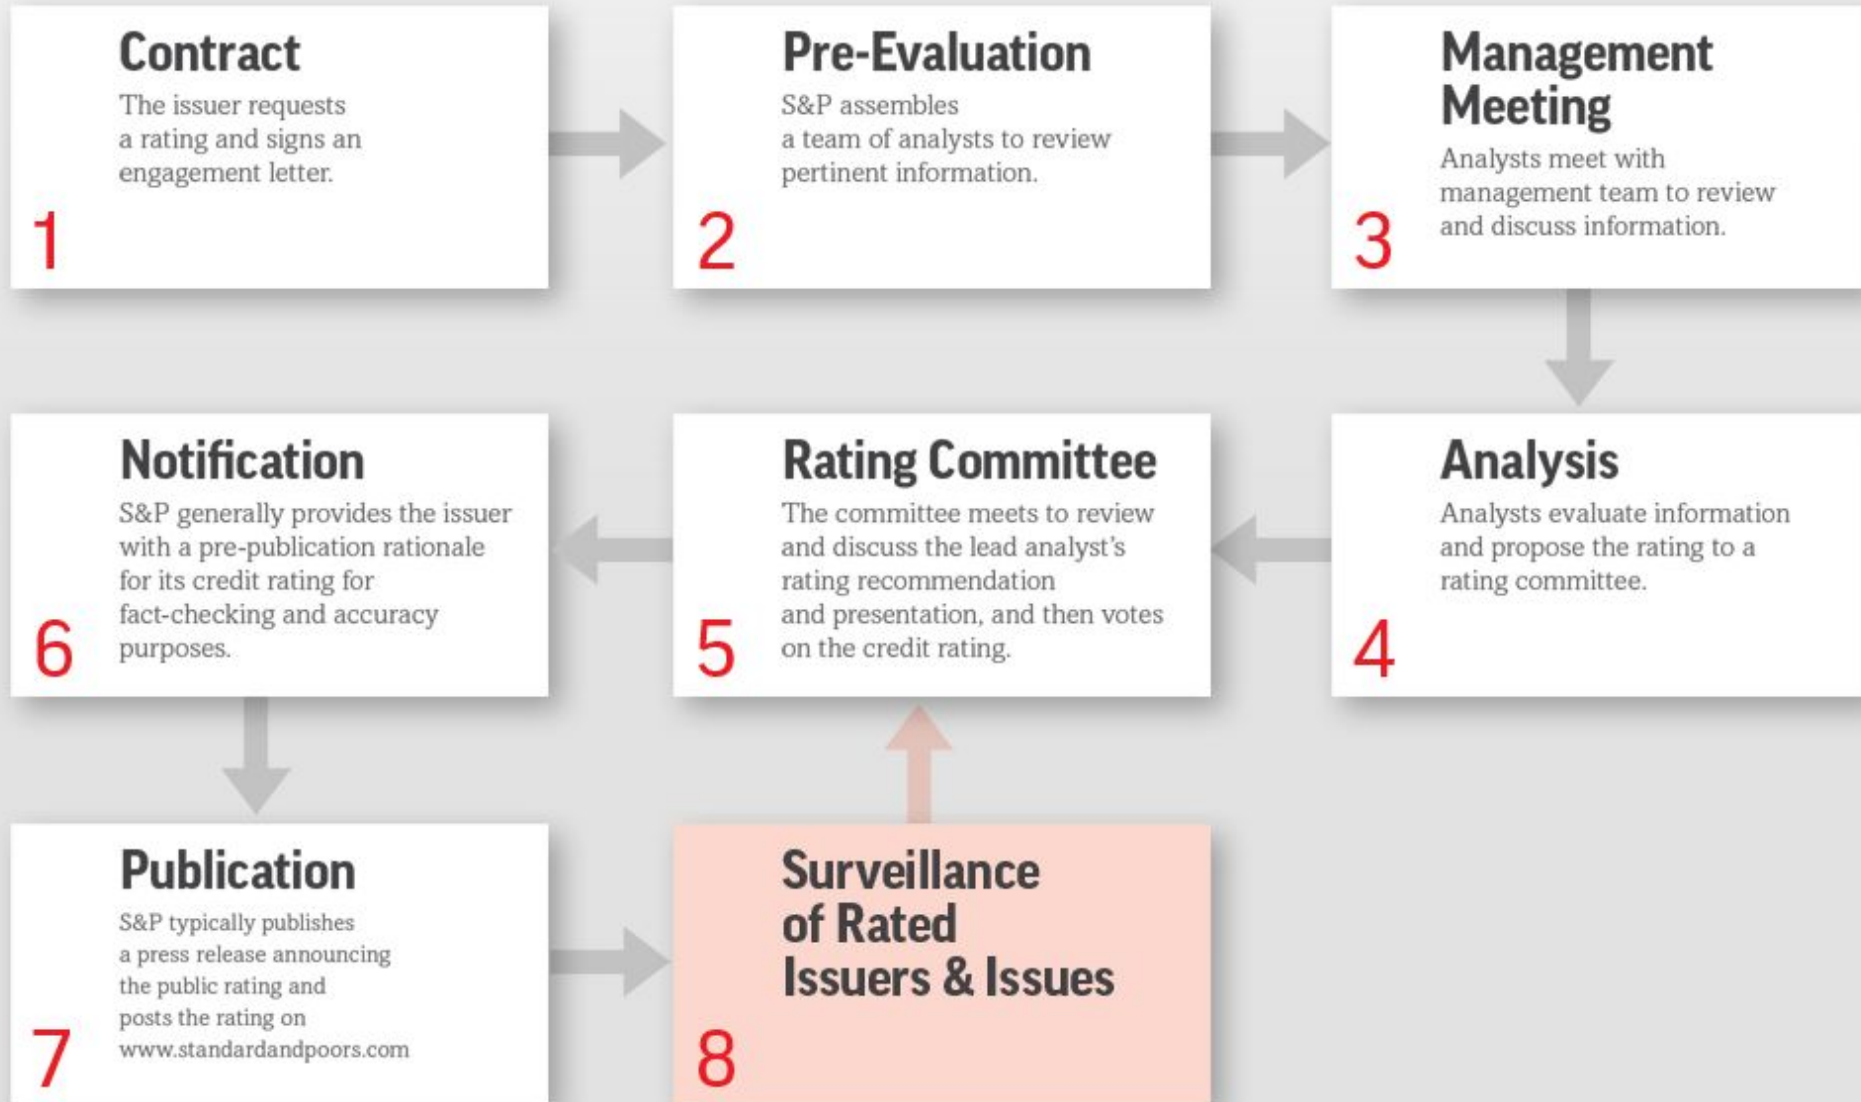 Contract
The issuer requests
a rating and signs an
engagement letter.
1
Pre-Evaluation
S&P assembles
a team of analysts to review
pertinent information.
2
Management
Meeting
Analysts meet with
management team to review
and discuss information.
3
Analysis
Analysts evaluate information
and propose the rating to a
rating committee.
4
Rating Committee
The committee meets to review
and discuss the lead analyst's
rating recommendation
and presentation, and then votes
on the credit rating.
5
Notification
S&P generally provides the issuer
with a pre-publication rationale
for its credit rating for
fact-checking and accuracy
purposes.
6
Publication
S&P typically publishes
a press release announcing
the public rating and
posts the rating on
www.standardandpoors.com
7
Surveillance
of Rated
Issuers & Issues
8